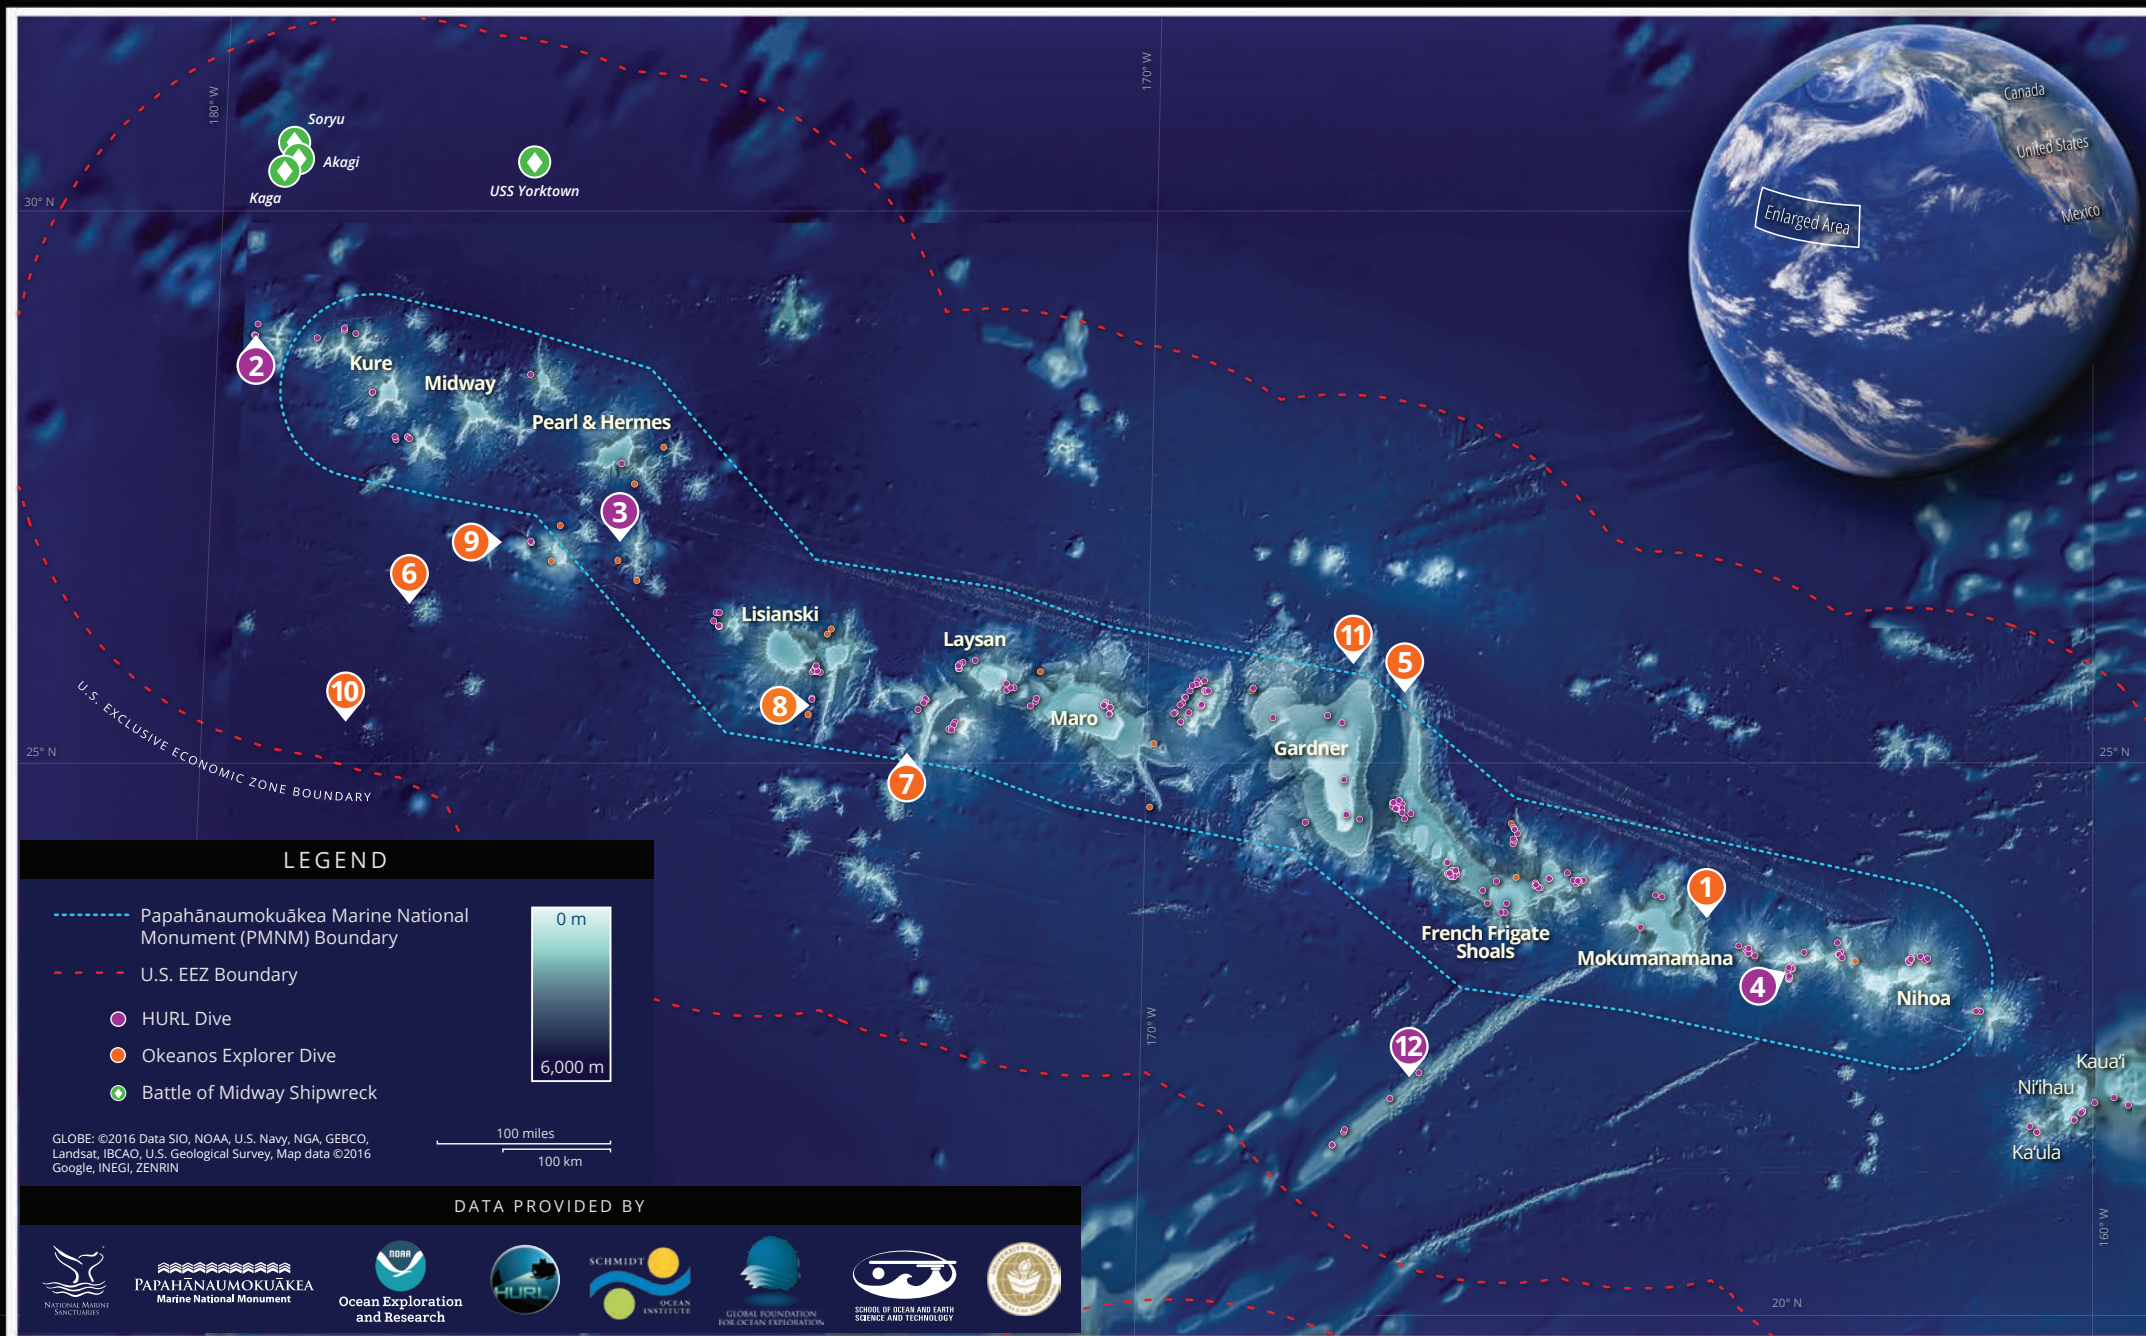 180° W
170° W
Soryu
Akagi
Kaga
USS Yorktown
30° N
Canada
United States
Mexico
Enlarged Area
2
Kure
Midway
Pearl & Hermes
3
9
6
10
Lisianski
Laysan
8
Maro
7
11
5
Gardner
25° N
25° N
U.S. EXCLUSIVE ECONOMIC ZONE BOUNDARY
1
French Frigate
Shoals
Mokumanamana
4
Nihoa
12
170° W
Kaua‘i
Ni‘ihau
Ka‘ula
160° W
20° N
LEGEND
Papahānaumokuākea Marine National
Monument (PMNM) Boundary
U.S. EEZ Boundary
HURL Dive
Okeanos Explorer Dive
Battle of Midway Shipwreck
0 m
6,000 m
GLOBE: ©2016 Data SIO, NOAA, U.S. Navy, NGA, GEBCO,
Landsat, IBCAO, U.S. Geological Survey, Map data ©2016
Google, INEGI, ZENRIN
100 miles
100 km
DATA PROVIDED BY
NATIONAL MARINE
SANCTUARIES
PAPAHĀNAUMOKUĀKEA
Marine National Monument
NOAA
Ocean Exploration
and Research
HURL
SCHMIDT
OCEAN
INSTITUTE
GLOBAL FOUNDATION
FOR OCEAN EXPLORATION
SCHOOL OF OCEAN AND EARTH
SCIENCE AND TECHNOLOGY